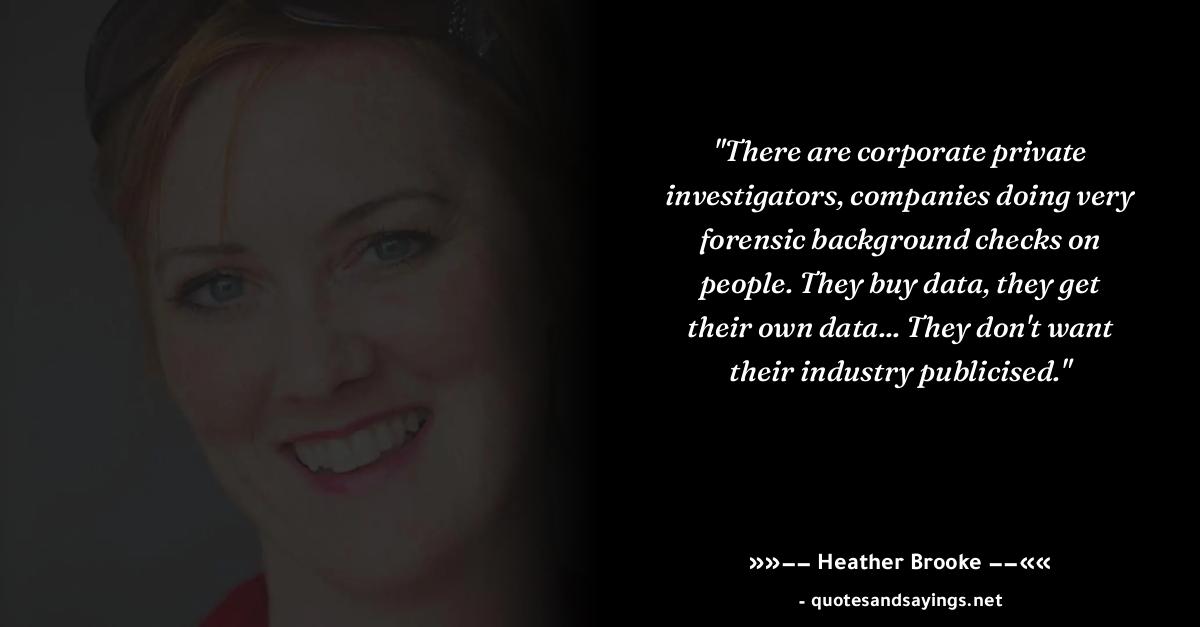 "There are corporate private
investigators, companies doing very
forensic background checks on
people. They buy data, they get
their own data... They don't want
their industry publicised."
»»–– Heather Brooke ––««
- quotesandsayings.net